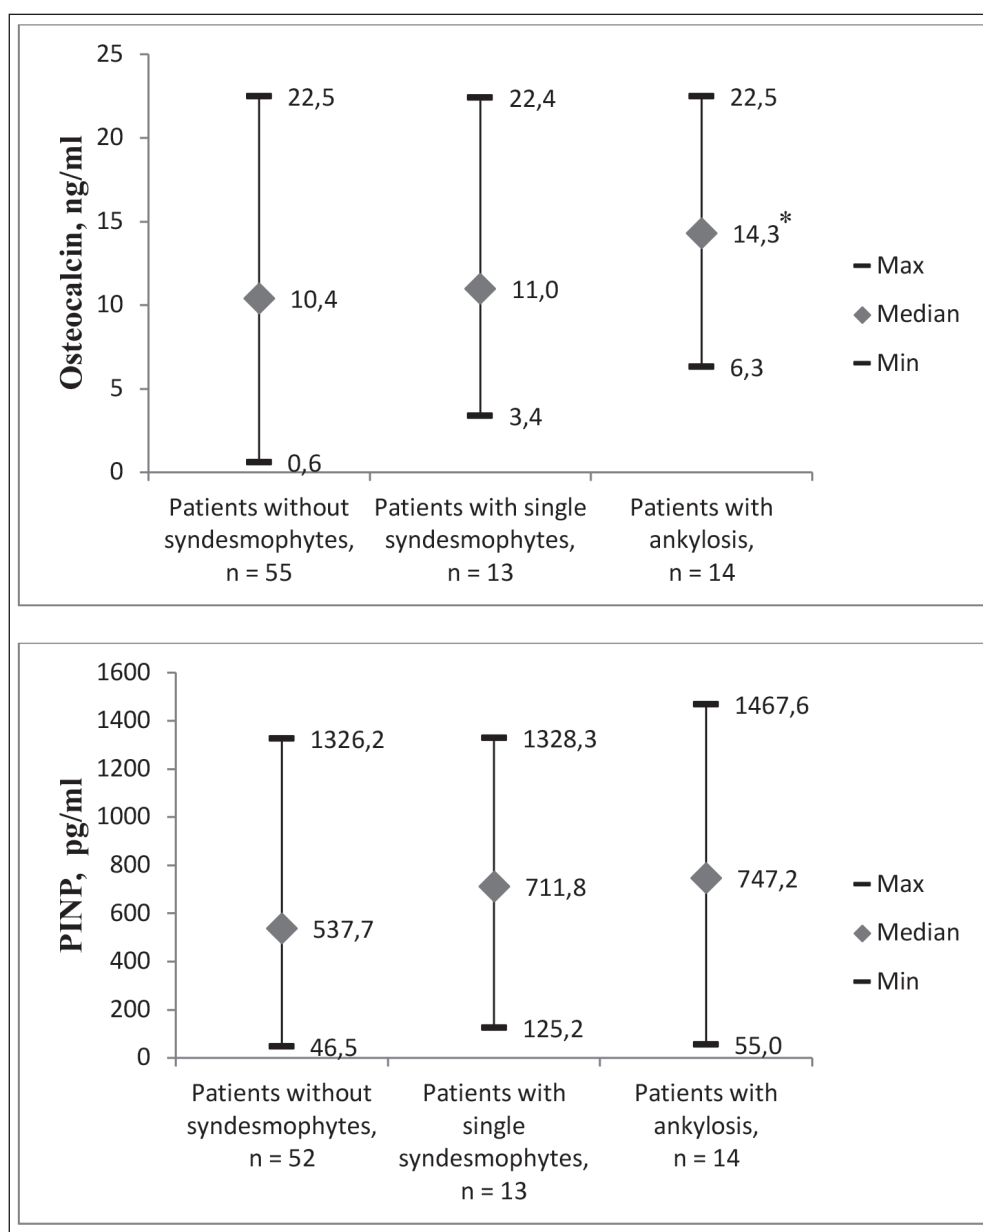 Osteocalcin, ng/ml
25
20
15
10
5
0
22,5
10,4
0,6
22,4
11,0
3,4
22,5
14,3*
6,3
Max
Median
Min
Patients without
syndesmophytes,
n = 55
Patients with single
syndesmophytes,
n = 13
Patients with
ankylosis,
n = 14
PINP, pg/ml
1600
1400
1200
1000
800
600
400
200
0
1326,2
537,7
46,5
1328,3
711,8
125,2
1467,6
747,2
55,0
Max
Median
Min
Patients without
syndesmophytes,
n = 52
Patients with
single
syndesmophytes,
n = 13
Patients with
ankylosis,
n = 14